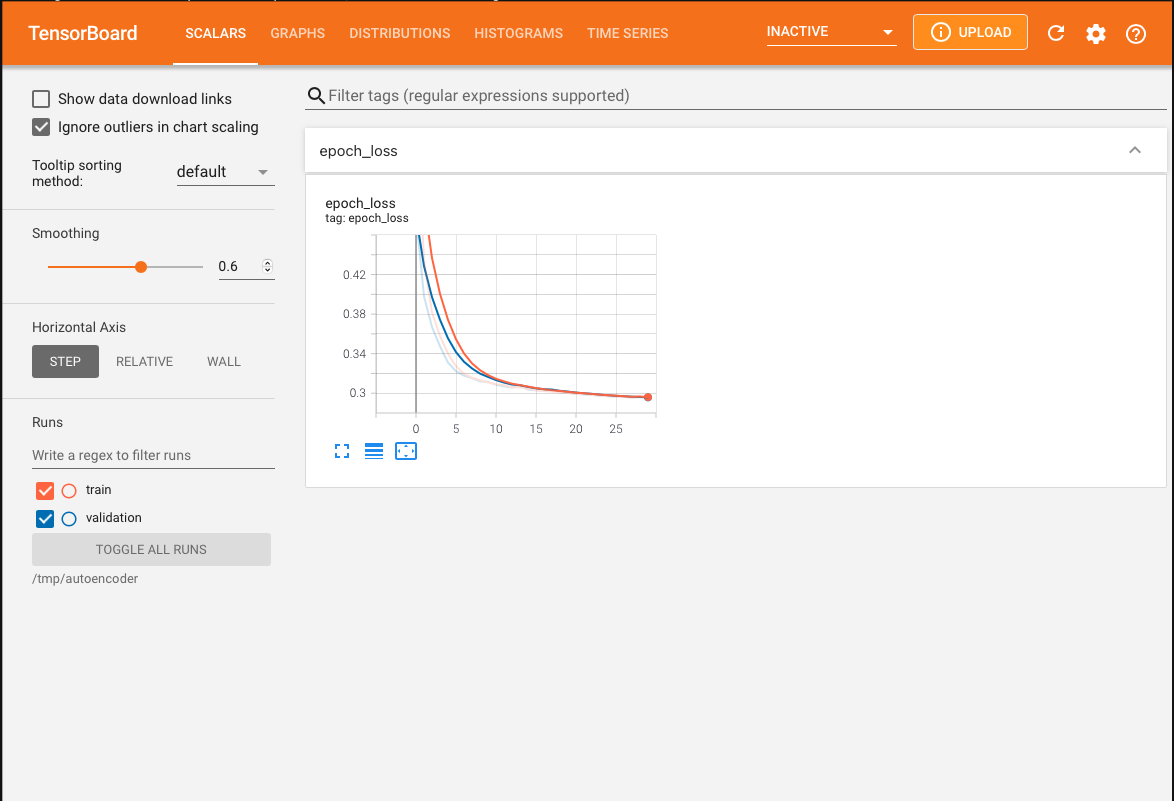 TensorBoard
SCALARS GRAPHS DISTRIBUTIONS HISTOGRAMS TIME SERIES
INACTIVE
UPLOAD
Show data download links
Ignore outliers in chart scaling
Tooltip sorting
method:
default
Smoothing
0.6
Horizontal Axis
STEP RELATIVE WALL
Runs
Write a regex to filter runs
train
validation
TOGGLE ALL RUNS
/tmp/autoencoder
Filter tags (regular expressions supported)
epoch_loss
epoch_loss
tag: epoch_loss
0.42
0.38
0.34
0.3
0 5 10 15 20 25